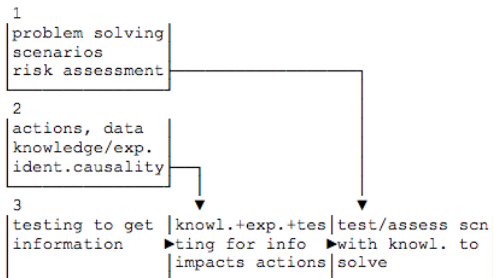 1
problem solving
scenarios
risk assessment
2
actions, data
knowledge/exp.
ident.causality
3
testing to get |knowl.+exp.+tes|test/assess scn
information ►ting for info ►with knowl. to
|impacts actions|solve